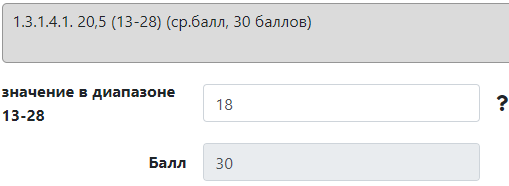 1.3.1.4.1. 20,5 (13-28) (ср.балл, 30 баллов)
значение в диапазоне
13-28
18
?
Балл
30